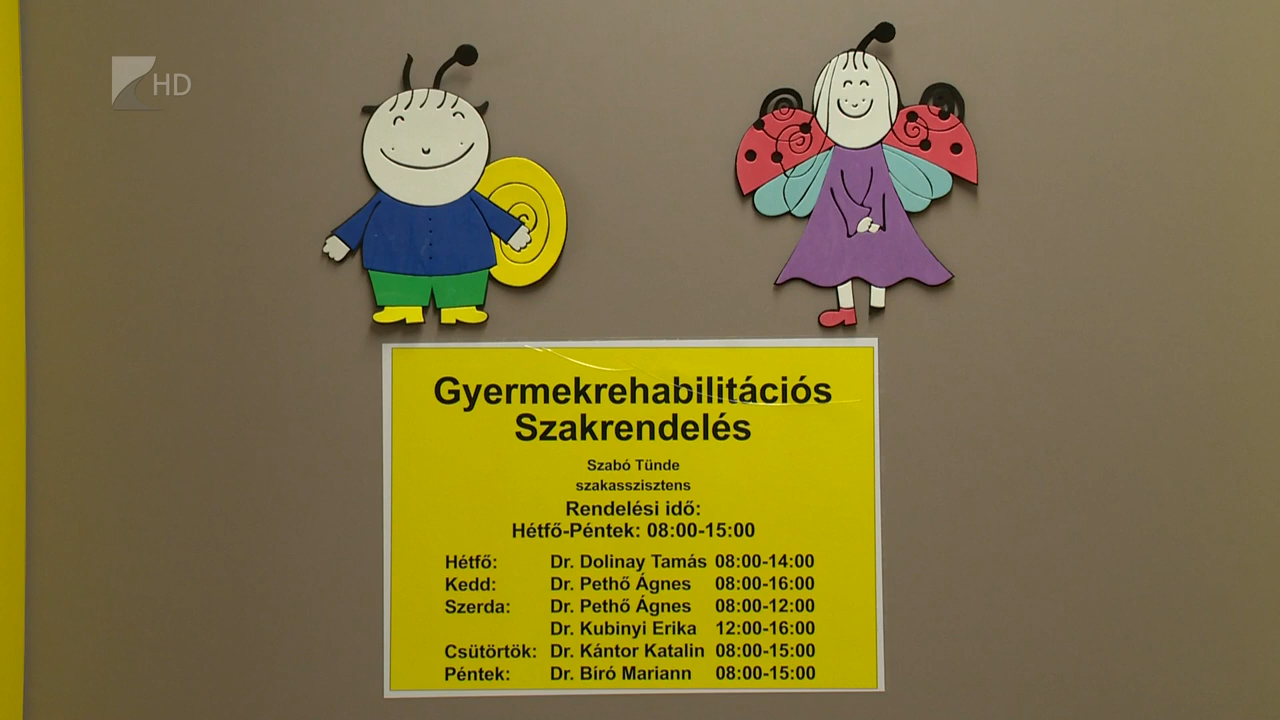 HD
Gyermekrehabilitációs
Szakrendelés
Szabó Tünde
szakasszisztens
Rendelési idő:
Hétfő-Péntek: 08:00-15:00
Hétfő: Dr. Dolinay Tamás 08:00-14:00
Kedd: Dr. Pethő Ágnes 08:00-16:00
Szerda: Dr. Pethő Ágnes 08:00-12:00
Dr. Kubinyi Erika 12:00-16:00
Csütörtök: Dr. Kántor Katalin 08:00-15:00
Péntek: Dr. Bíró Mariann 08:00-15:00